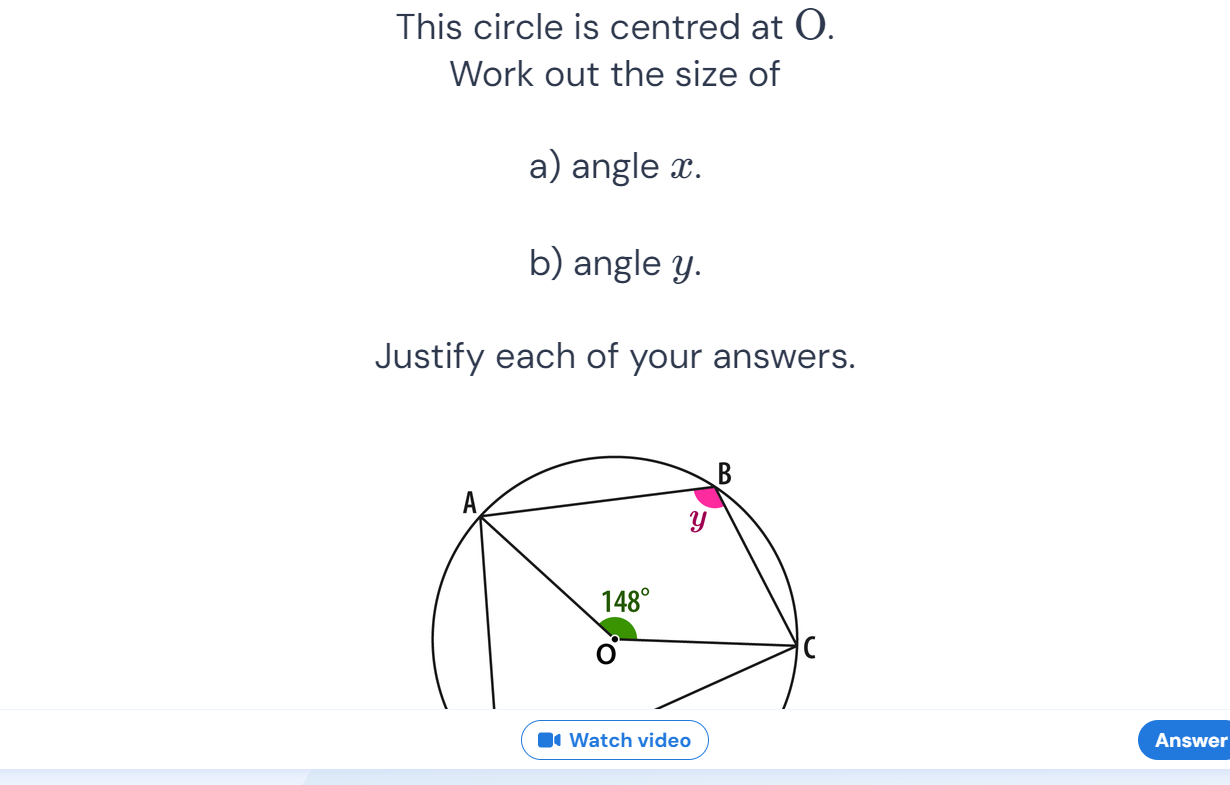 This circle is centred at O.
Work out the size of
a) angle x.
b) angle y.
Justify each of your answers.
B
A
y
148°
O
C
Watch video
Answer